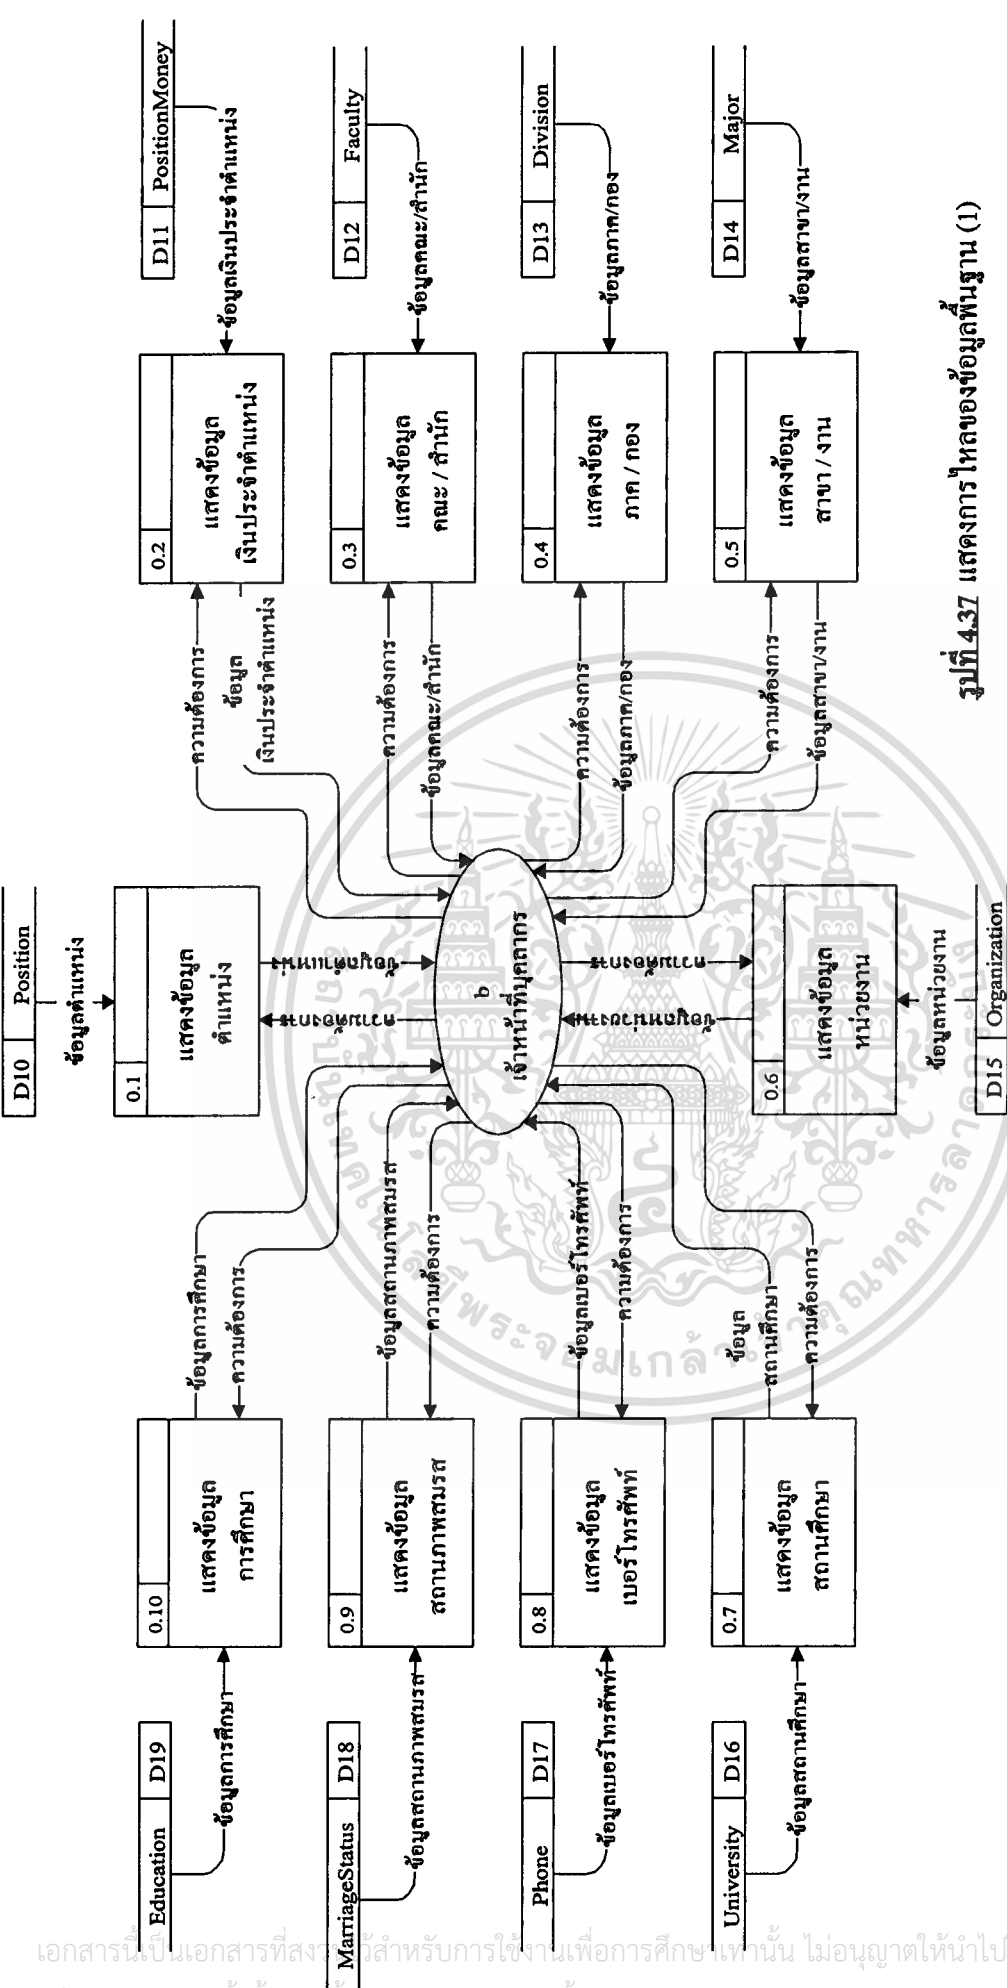 D10 Position
ข้อมูลตำแหน่ง
0.1
แสดงข้อมูล
ตำแหน่ง
ความต้องการ
ข้อมูลตำแหน่ง
Education D19
ข้อมูลการศึกษา
0.10
แสดงข้อมูล
การศึกษา
ข้อมูลการศึกษา
ความต้องการ
MarriageStatus D18
ข้อมูลสถานภาพสมรส
0.9
แสดงข้อมูล
สถานภาพสมรส
ข้อมูลสถานภาพสมรส
ความต้องการ
Phone D17
ข้อมูลเบอร์โทรศัพท์
0.8
แสดงข้อมูล
เบอร์โทรศัพท์
ข้อมูลเบอร์โทรศัพท์
ความต้องการ
University D16
ข้อมูลสถานศึกษา
0.7
แสดงข้อมูล
สถานศึกษา
ข้อมูล
สถานศึกษา
ความต้องการ
b
เจ้าหน้าที่บุคลากร
D11 PositionMoney
ข้อมูลเงินประจำตำแหน่ง
0.2
แสดงข้อมูล
เงินประจำตำแหน่ง
ความต้องการ
ข้อมูล
เงินประจำตำแหน่ง
D12 Faculty
ข้อมูลคณะ/สำนัก
0.3
แสดงข้อมูล
คณะ / สำนัก
ความต้องการ
ข้อมูลคณะ/สำนัก
D13 Division
ข้อมูลภาค/กอง
0.4
แสดงข้อมูล
ภาค / กอง
ความต้องการ
ข้อมูลภาค/กอง
D14 Major
ข้อมูลสาขา/งาน
0.5
แสดงข้อมูล
สาขา / งาน
ความต้องการ
ข้อมูลสาขา/งาน
ข้อมูลหน่วยงาน
ความต้องการ
0.6
แสดงข้อมูล
หน่วยงาน
ข้อมูลหน่วยงาน
D15 Organization
รูปที่ 4.37 แสดงการไหลของข้อมูลพื้นฐาน (1)
เอกสารนี้เป็นเอกสารที่สงวนไว้สำหรับการใช้งานเพื่อการศึกษาเท่านั้น ไม่อนุญาตให้นำไป